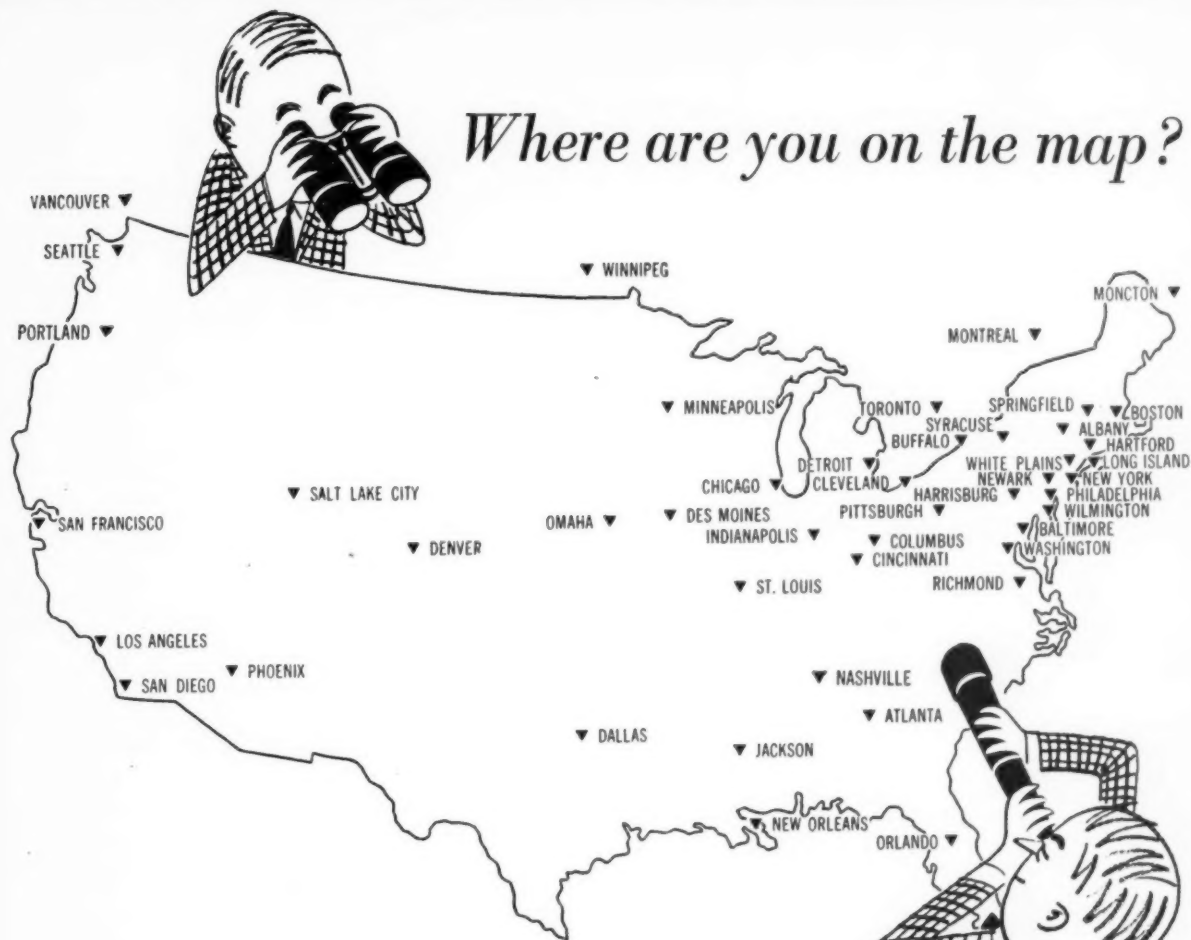 Where are you on the map?
VANCOUVER
SEATTLE
WINNIPEG
MONCTON
PORTLAND
MONTREAL
MINNEAPOLIS
TORONTO
SPRINGFIELD
BOSTON
SYRACUSE
ALBANY
BUFFALO
HARTFORD
DETROIT
WHITE PLAINS
LONG ISLAND
CHICAGO
CLEVELAND
NEWARK
NEW YORK
SALT LAKE CITY
HARRISBURG
PHILADELPHIA
SAN FRANCISCO
OMAHA
DES MOINES
PITTSBURGH
WILMINGTON
INDIANAPOLIS
COLUMBUS
BALTIMORE
DENVER
CINCINNATI
WASHINGTON
ST. LOUIS
RICHMOND
LOS ANGELES
PHOENIX
NASHVILLE
SAN DIEGO
ATLANTA
DALLAS
JACKSON
NEW ORLEANS
ORLANDO